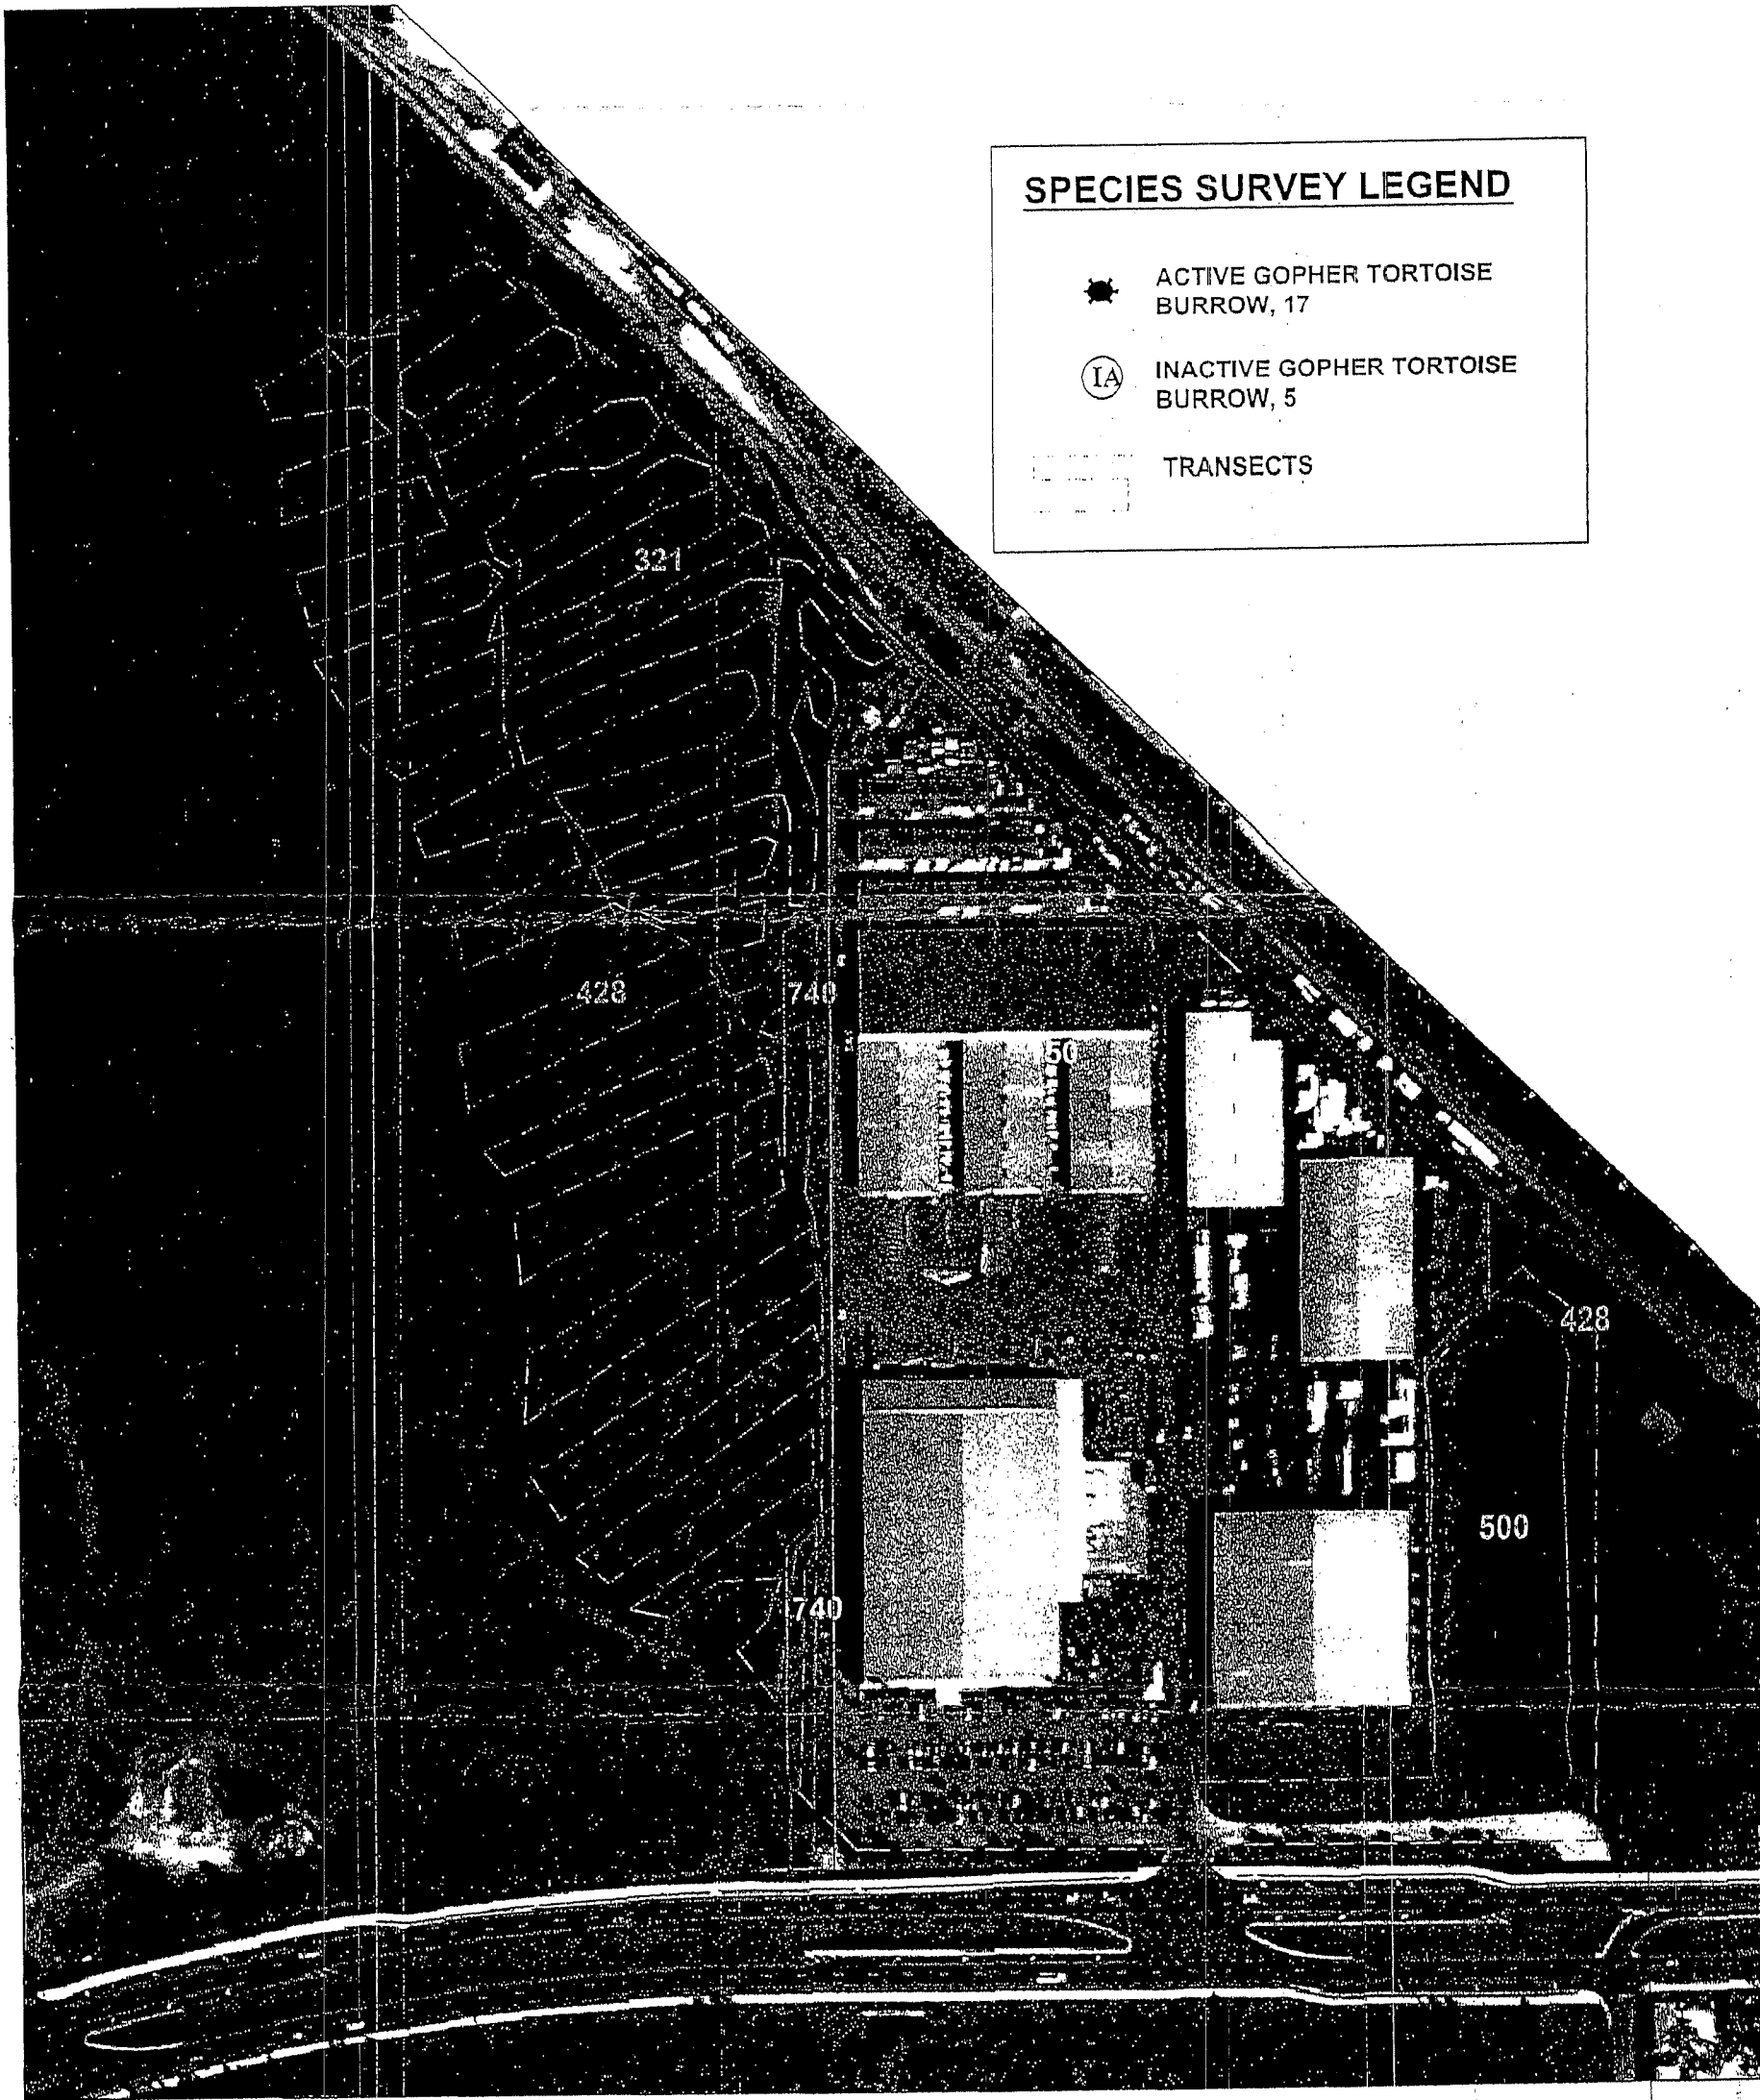 SPECIES SURVEY LEGEND
ACTIVE GOPHER TORTOISE
BURROW, 17
IA
INACTIVE GOPHER TORTOISE
BURROW, 5
TRANSECTS
321
428
740
50
428
500
740